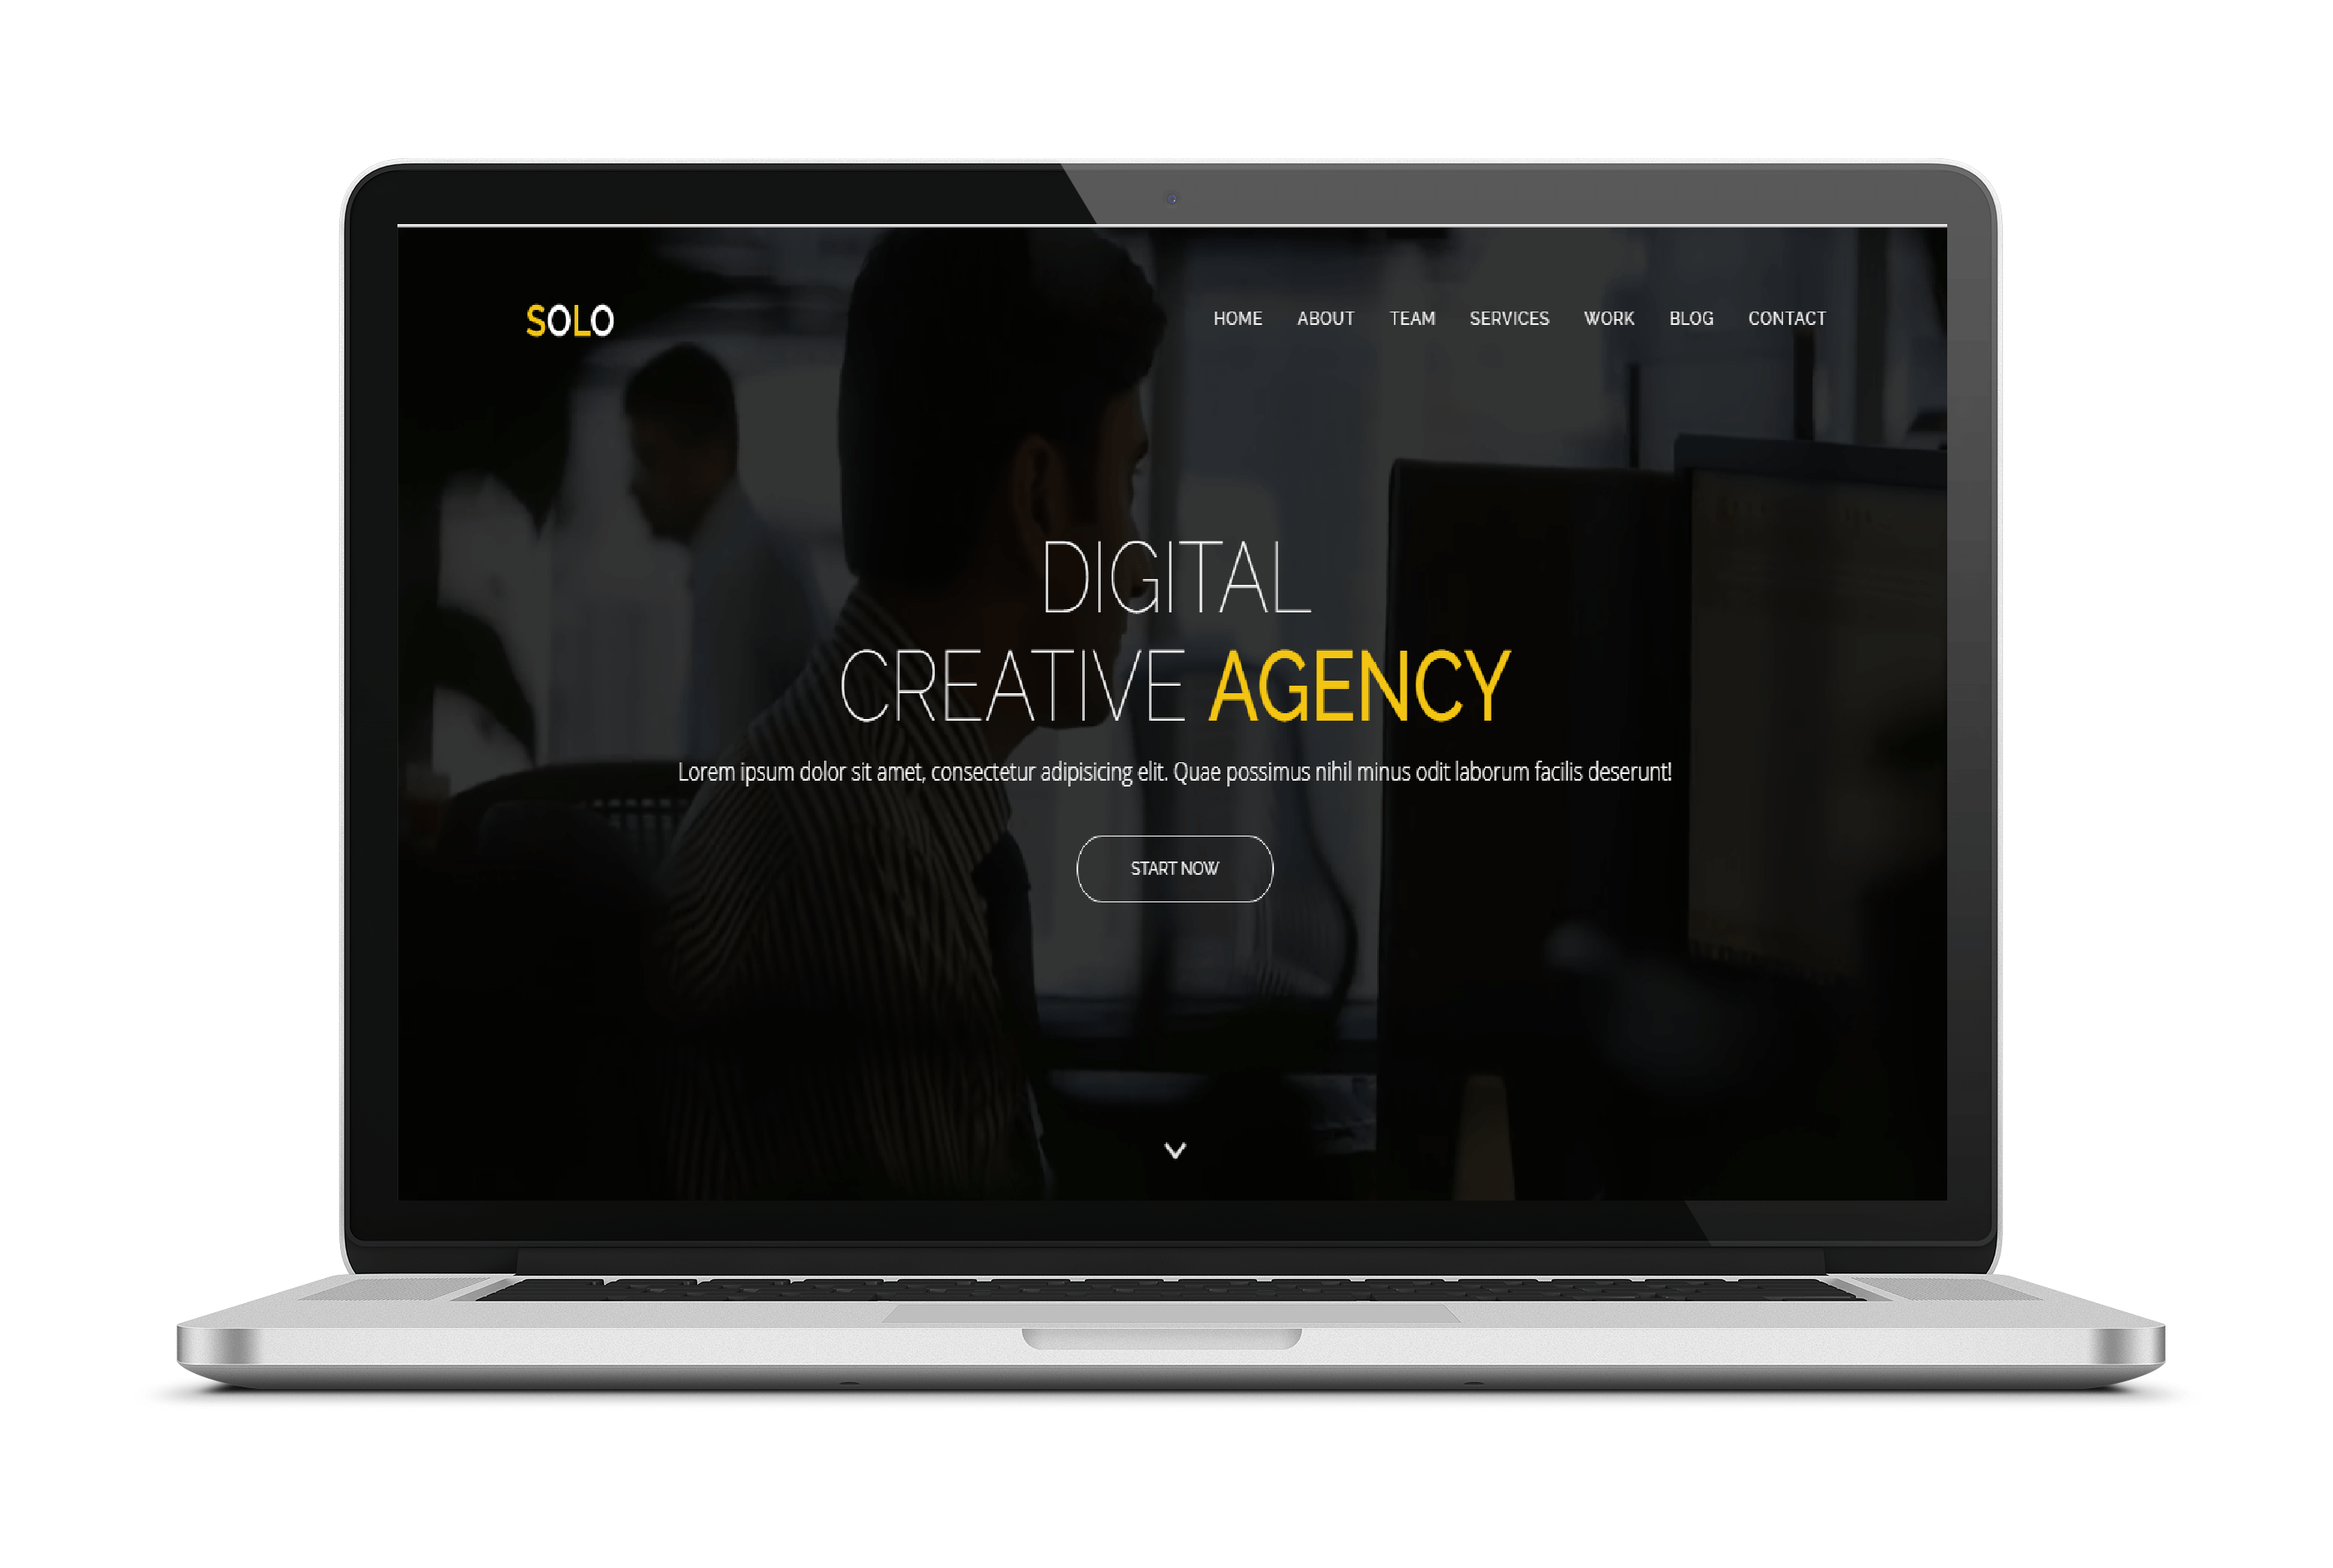 SOLO
HOME ABOUT TEAM SERVICES WORK BLOG CONTACT
DIGITAL
CREATIVE AGENCY
Lorem ipsum dolor sit amet, consectetur adipisicing elit. Quae possimus nihil minus odit laborum facilis deserunt!
START NOW